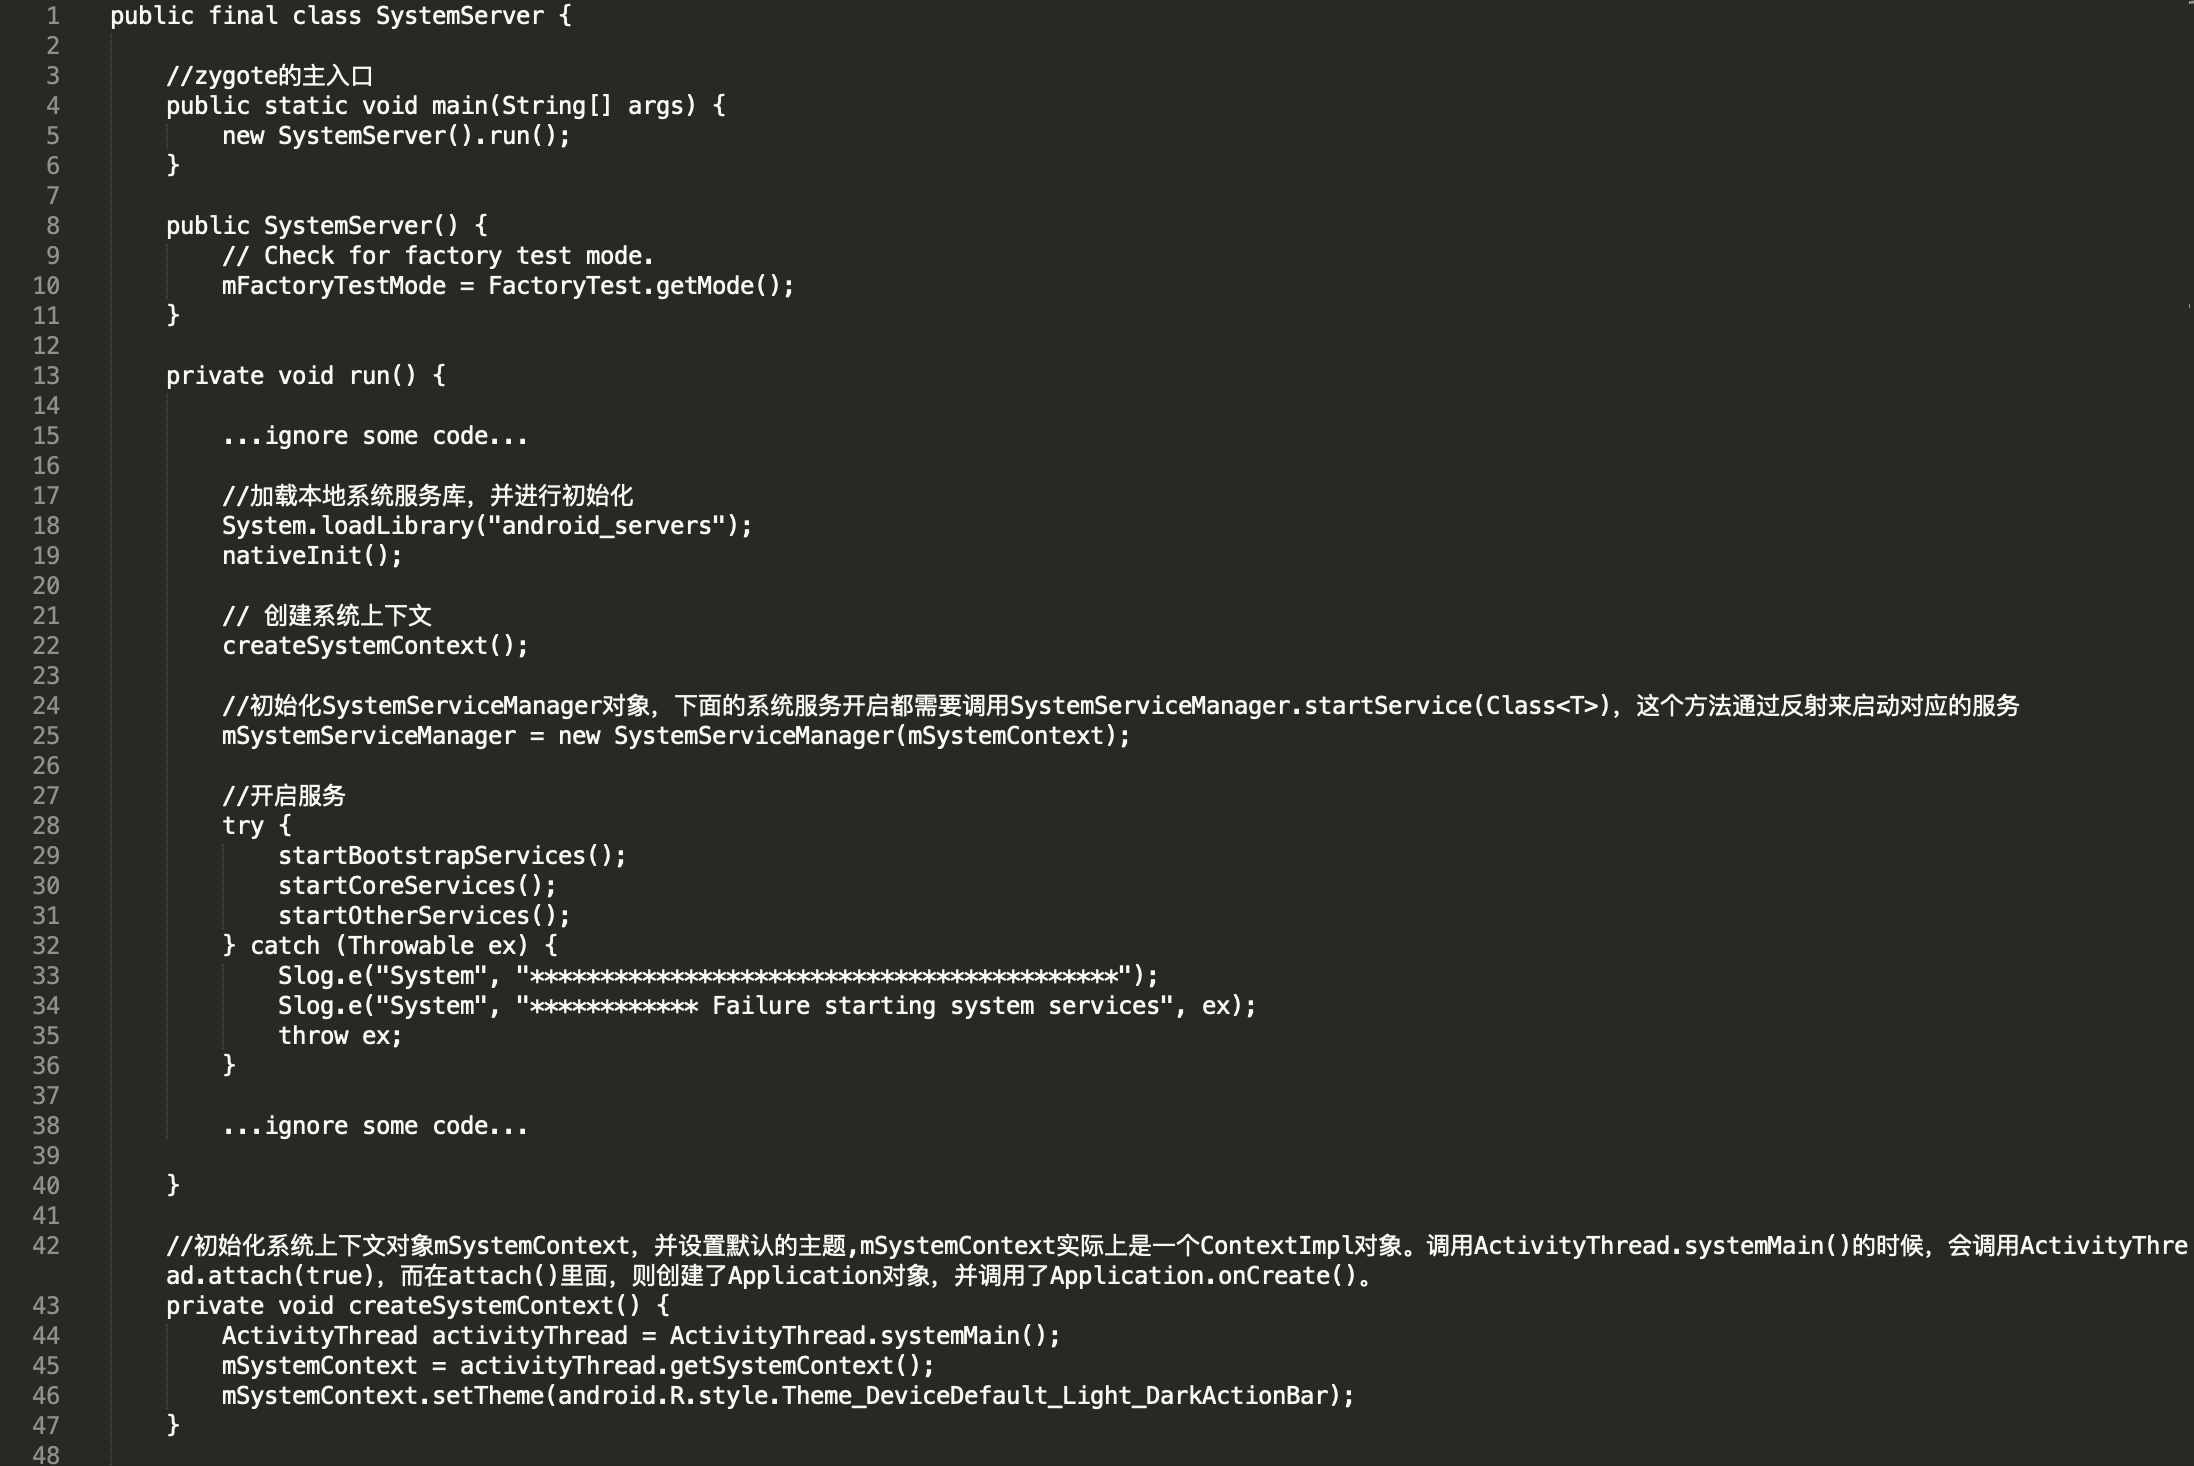 1 public final class SystemServer {
2
3 //zygote的主入口
4 public static void main(String[] args) {
5 new SystemServer().run();
6 }
7
8 public SystemServer() {
9 // Check for factory test mode.
10 mFactoryTestMode = FactoryTest.getMode();
11 }
12
13 private void run() {
14
15 ...ignore some code...
16
17 //加载本地系统服务库，并进行初始化
18 System.loadLibrary("android_servers");
19 nativeInit();
20
21 // 创建系统上下文
22 createSystemContext();
23
24 //初始化SystemServiceManager对象，下面的系统服务开启都需要调用SystemServiceManager.startService(Class<T>)，这个方法通过反射来启动对应的服务
25 mSystemServiceManager = new SystemServiceManager(mSystemContext);
26
27 //开启服务
28 try {
29 startBootstrapServices();
30 startCoreServices();
31 startOtherServices();
32 } catch (Throwable ex) {
33 Slog.e("System", "******************************************");
34 Slog.e("System", "************ Failure starting system services", ex);
35 throw ex;
36 }
37
38 ...ignore some code...
39
40 }
41
42 //初始化系统上下文对象mSystemContext，并设置默认的主题,mSystemContext实际上是一个ContextImpl对象。调用ActivityThread.systemMain()的时候，会调用ActivityThre
ad.attach(true)，而在attach()里面，则创建了Application对象，并调用了Application.onCreate()。
43 private void createSystemContext() {
44 ActivityThread activityThread = ActivityThread.systemMain();
45 mSystemContext = activityThread.getSystemContext();
46 mSystemContext.setTheme(android.R.style.Theme_DeviceDefault_Light_DarkActionBar);
47 }
48